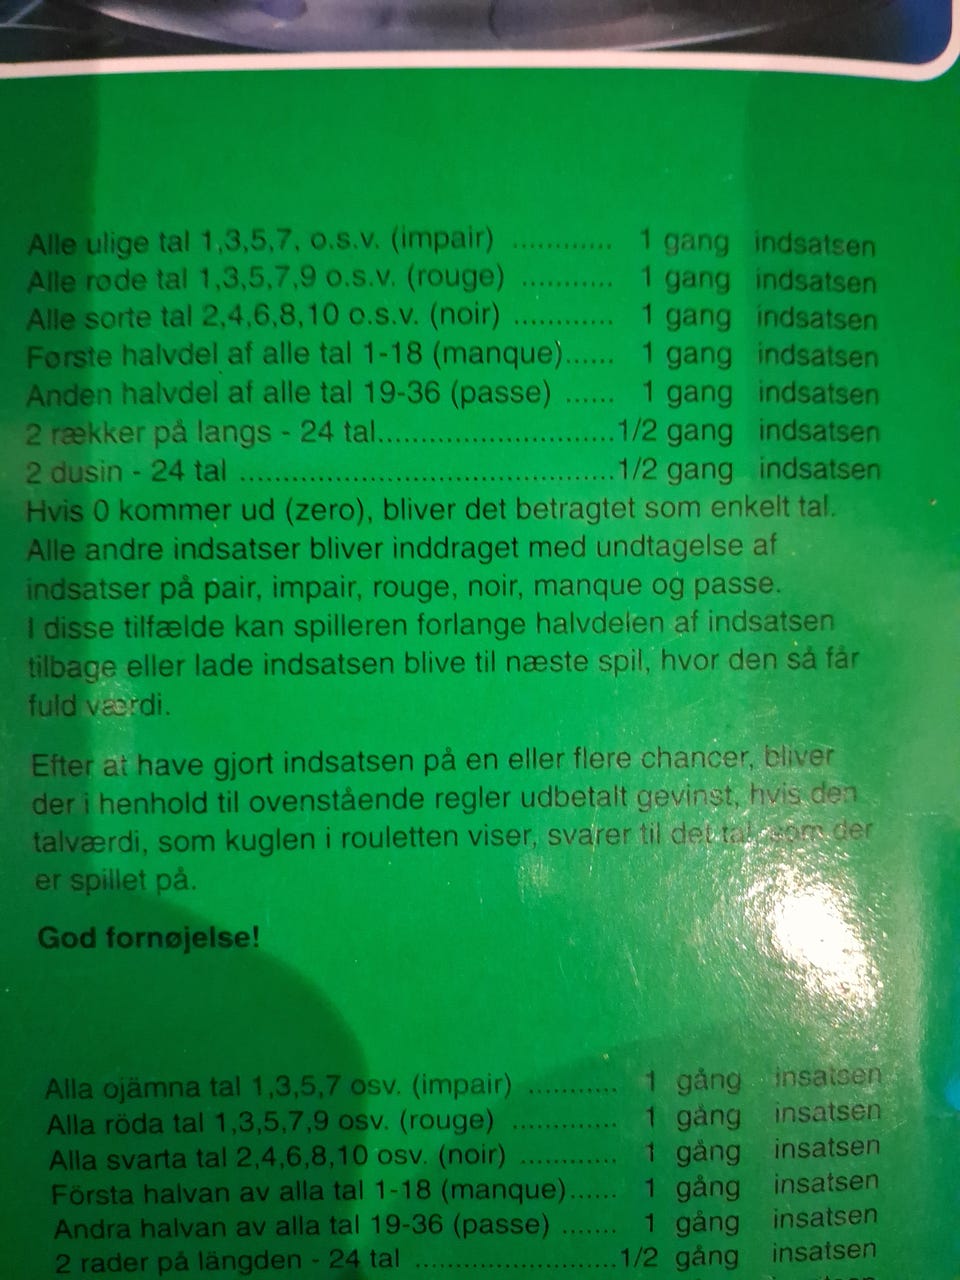 Alle ulige tal 1,3,5,7, o.s.v. (impair) ............ 1 gang indsatsen
Alle røde tal 1,3,5,7,9 o.s.v. (rouge) ........... 1 gang indsatsen
Alle sorte tal 2,4,6,8,10 o.s.v. (noir) ............ 1 gang indsatsen
Første halvdel af alle tal 1-18 (manque)...... 1 gang indsatsen
Anden halvdel af alle tal 19-36 (passe) ...... 1 gang indsatsen
2 rækker på langs - 24 tal............................1/2 gang indsatsen
2 dusin - 24 tal ............................................1/2 gang indsatsen
Hvis 0 kommer ud (zero), bliver det betragtet som enkelt tal.
Alle andre indsatser bliver inddraget med undtagelse af
indsatser på pair, impair, rouge, noir, manque og passe.
I disse tilfælde kan spilleren forlange halvdelen af indsatsen
tilbage eller lade indsatsen blive til næste spil, hvor den så får
fuld værdi.
Efter at have gjort indsatsen på en eller flere chancer, bliver
der i henhold til ovenstående regler udbetalt gevinst, hvis den
talværdi, som kuglen i rouletten viser, svarer til det tal, som der
er spillet på.
God fornøjelse!
Alla ojämna tal 1,3,5,7 osv. (impair) ........... 1 gång insatsen
Alla röda tal 1,3,5,7,9 osv. (rouge) ............. 1 gång insatsen
Alla svarta tal 2,4,6,8,10 osv. (noir) ............ 1 gång insatsen
Första halvan av alla tal 1-18 (manque)...... 1 gång insatsen
Andra halvan av alla tal 19-36 (passe) ....... 1 gång insatsen
2 rader på längden - 24 tal ........................1/2 gång insatsen